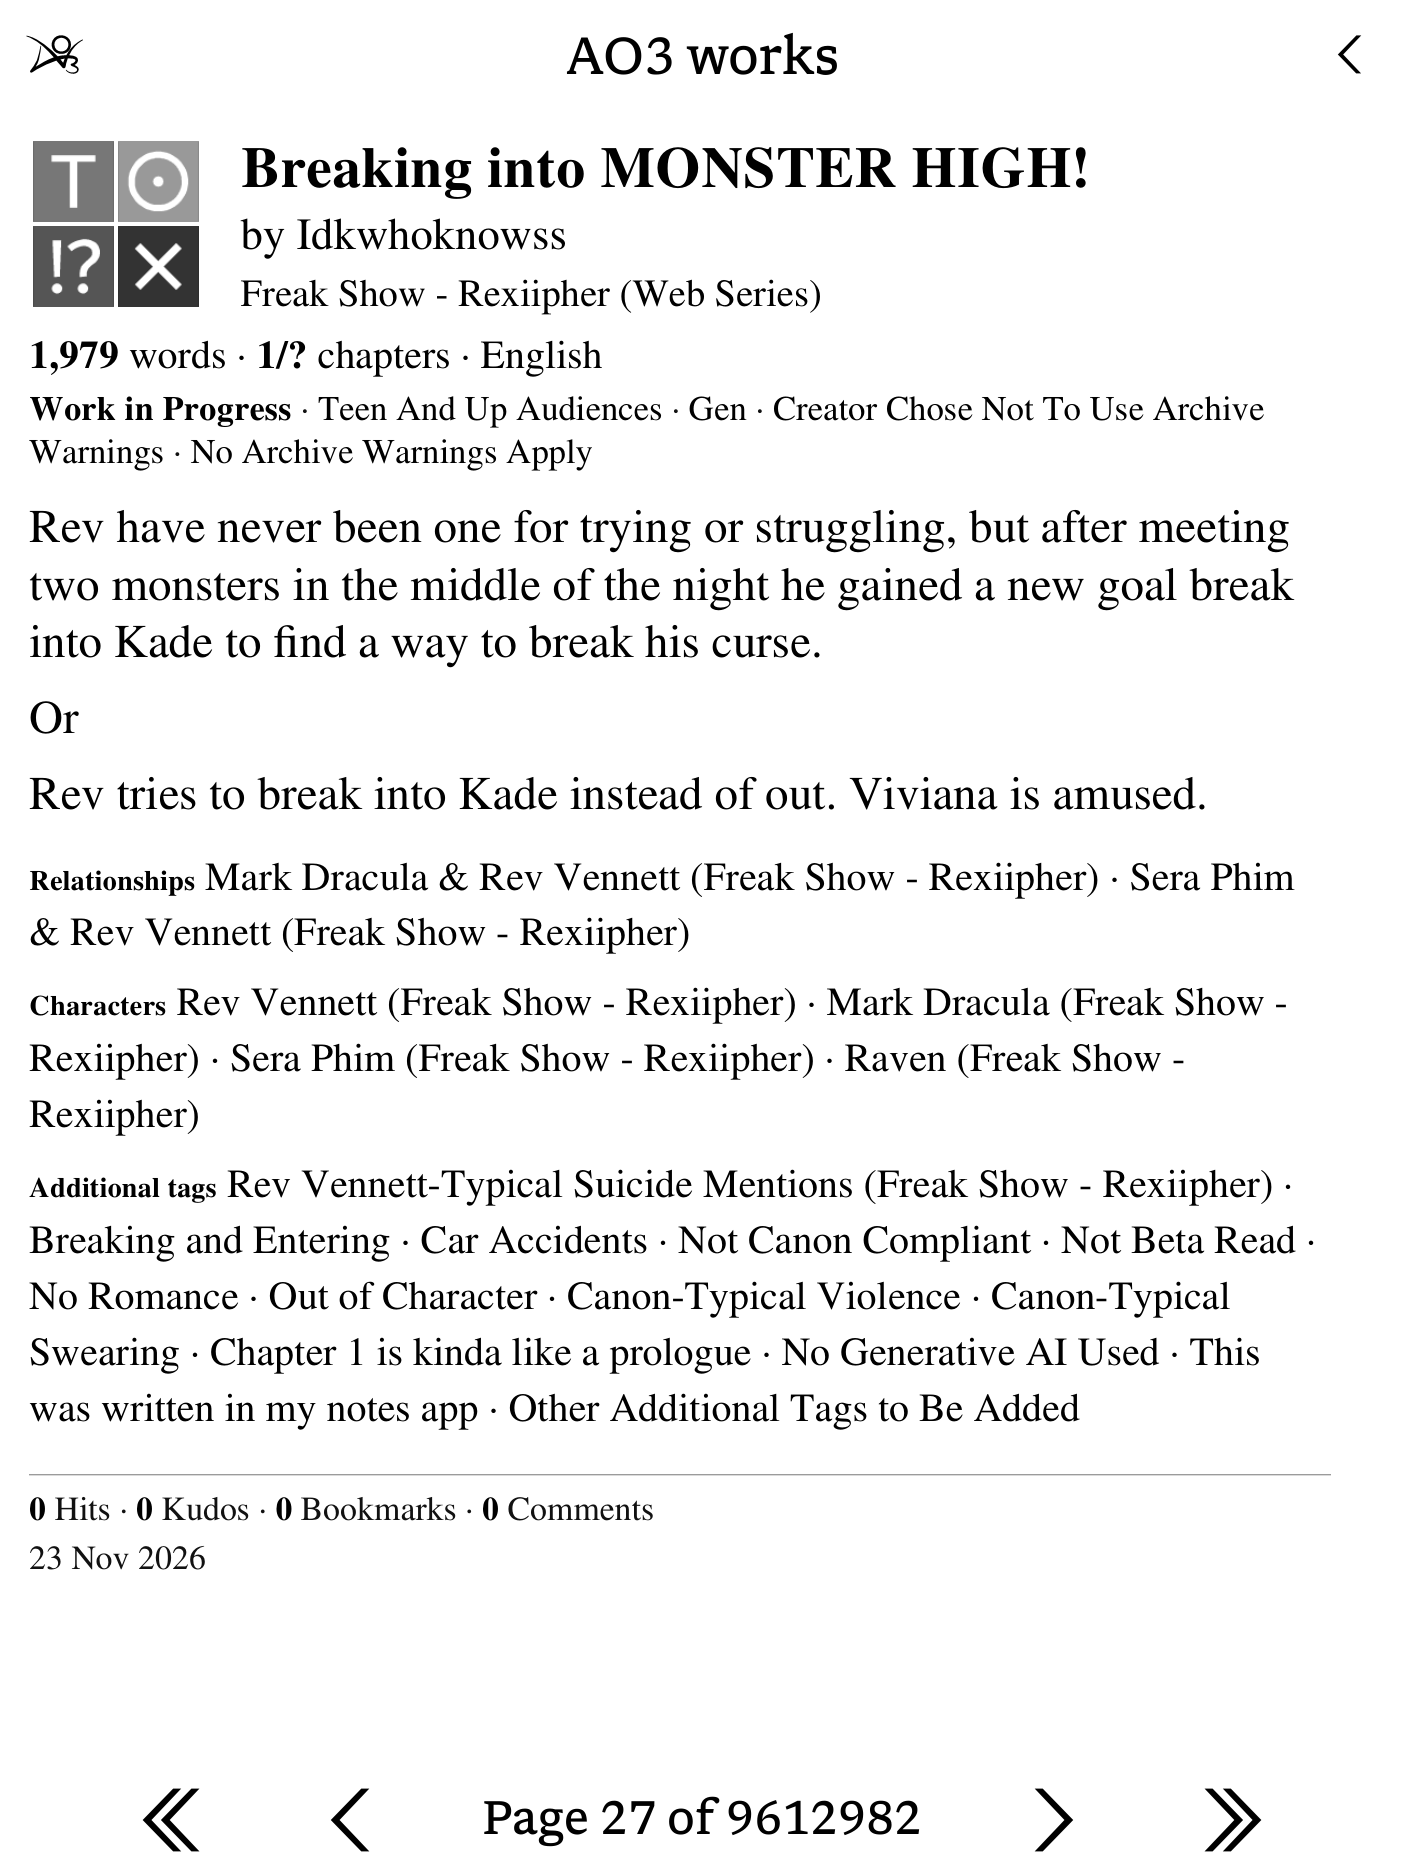 AO3 works
T
!?
Breaking into MONSTER HIGH!
by Idkwhoknowss
Freak Show - Rexiipher (Web Series)
1,979 words · 1/? chapters · English
Work in Progress · Teen And Up Audiences · Gen · Creator Chose Not To Use Archive
Warnings · No Archive Warnings Apply
Rev have never been one for trying or struggling, but after meeting
two monsters in the middle of the night he gained a new goal break
into Kade to find a way to break his curse.
Or
Rev tries to break into Kade instead of out. Viviana is amused.
Relationships Mark Dracula & Rev Vennett (Freak Show - Rexiipher) · Sera Phim
& Rev Vennett (Freak Show - Rexiipher)
Characters Rev Vennett (Freak Show - Rexiipher) · Mark Dracula (Freak Show -
Rexiipher) · Sera Phim (Freak Show - Rexiipher) · Raven (Freak Show -
Rexiipher)
Additional tags Rev Vennett-Typical Suicide Mentions (Freak Show - Rexiipher) ·
Breaking and Entering · Car Accidents · Not Canon Compliant · Not Beta Read ·
No Romance · Out of Character · Canon-Typical Violence · Canon-Typical
Swearing · Chapter 1 is kinda like a prologue · No Generative AI Used · This
was written in my notes app · Other Additional Tags to Be Added
0 Hits · 0 Kudos · 0 Bookmarks · 0 Comments
23 Nov 2026
Page 27 of 9612982